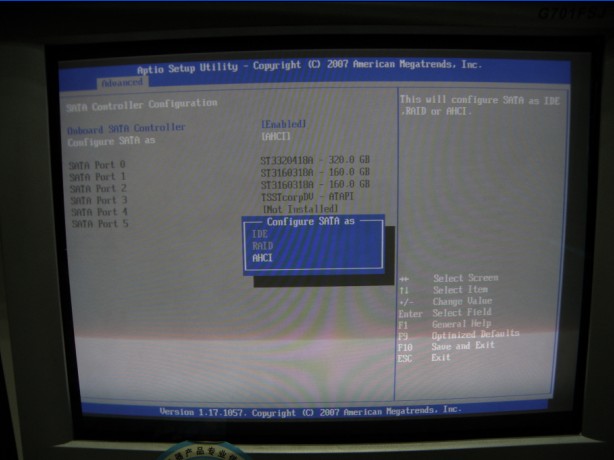 Aptio Setup Utility - Copyright (C) 2007 American Megatrends, Inc.
Advanced
SATA Controller Configuration
Onboard SATA Controller [Enabled]
Configure SATA as [AHCI]
SATA Port 0 ST3320418A - 320.0 GB
SATA Port 1 ST3160318A - 160.0 GB
SATA Port 2 ST3160318A - 160.0 GB
SATA Port 3 TSSTcorpDV - ATAPI
SATA Port 4 [Not Installed]
SATA Port 5
Configure SATA as
IDE
RAID
AHCI
This will configure SATA as IDE
,RAID or AHCI.
Select Screen
↑↓ Select Item
+/- Change Value
Enter Select Field
F1 General Help
F9 Optimized Defaults
F10 Save and Exit
ESC Exit
Version 1.17.1057. Copyright (C) 2007 American Megatrends, Inc.